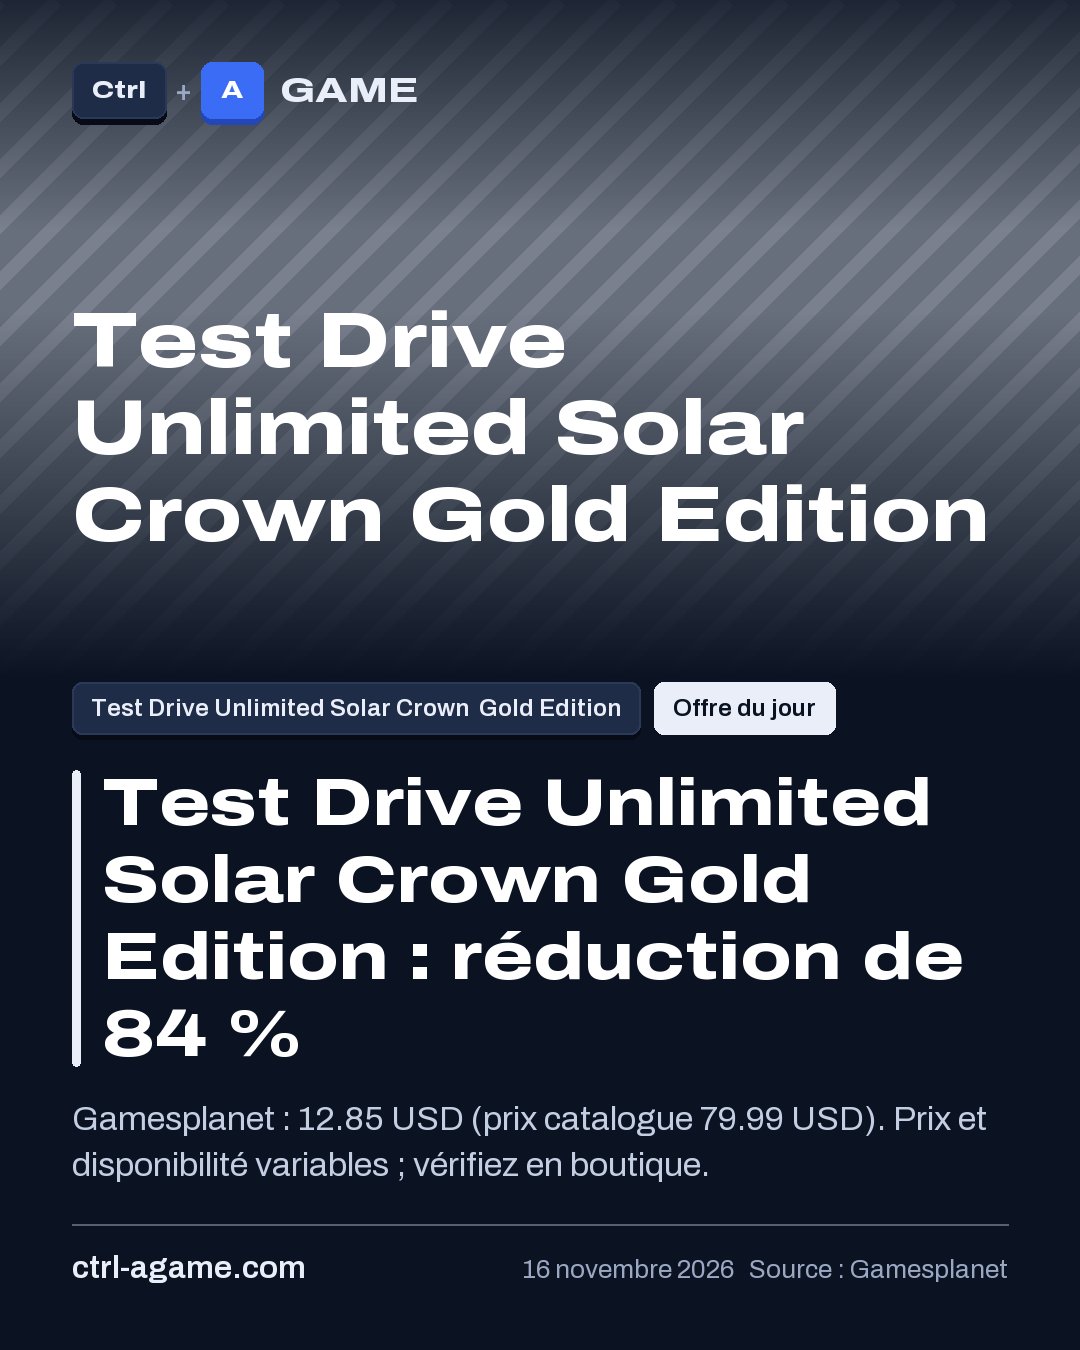 Ctrl + A GAME
Test Drive
Unlimited Solar
Crown Gold Edition
Test Drive Unlimited Solar Crown  Gold Edition
Offre du jour
Test Drive Unlimited
Solar Crown Gold
Edition : réduction de
84 %
Gamesplanet : 12.85 USD (prix catalogue 79.99 USD). Prix et
disponibilité variables ; vérifiez en boutique.
ctrl-agame.com
16 novembre 2026  Source : Gamesplanet